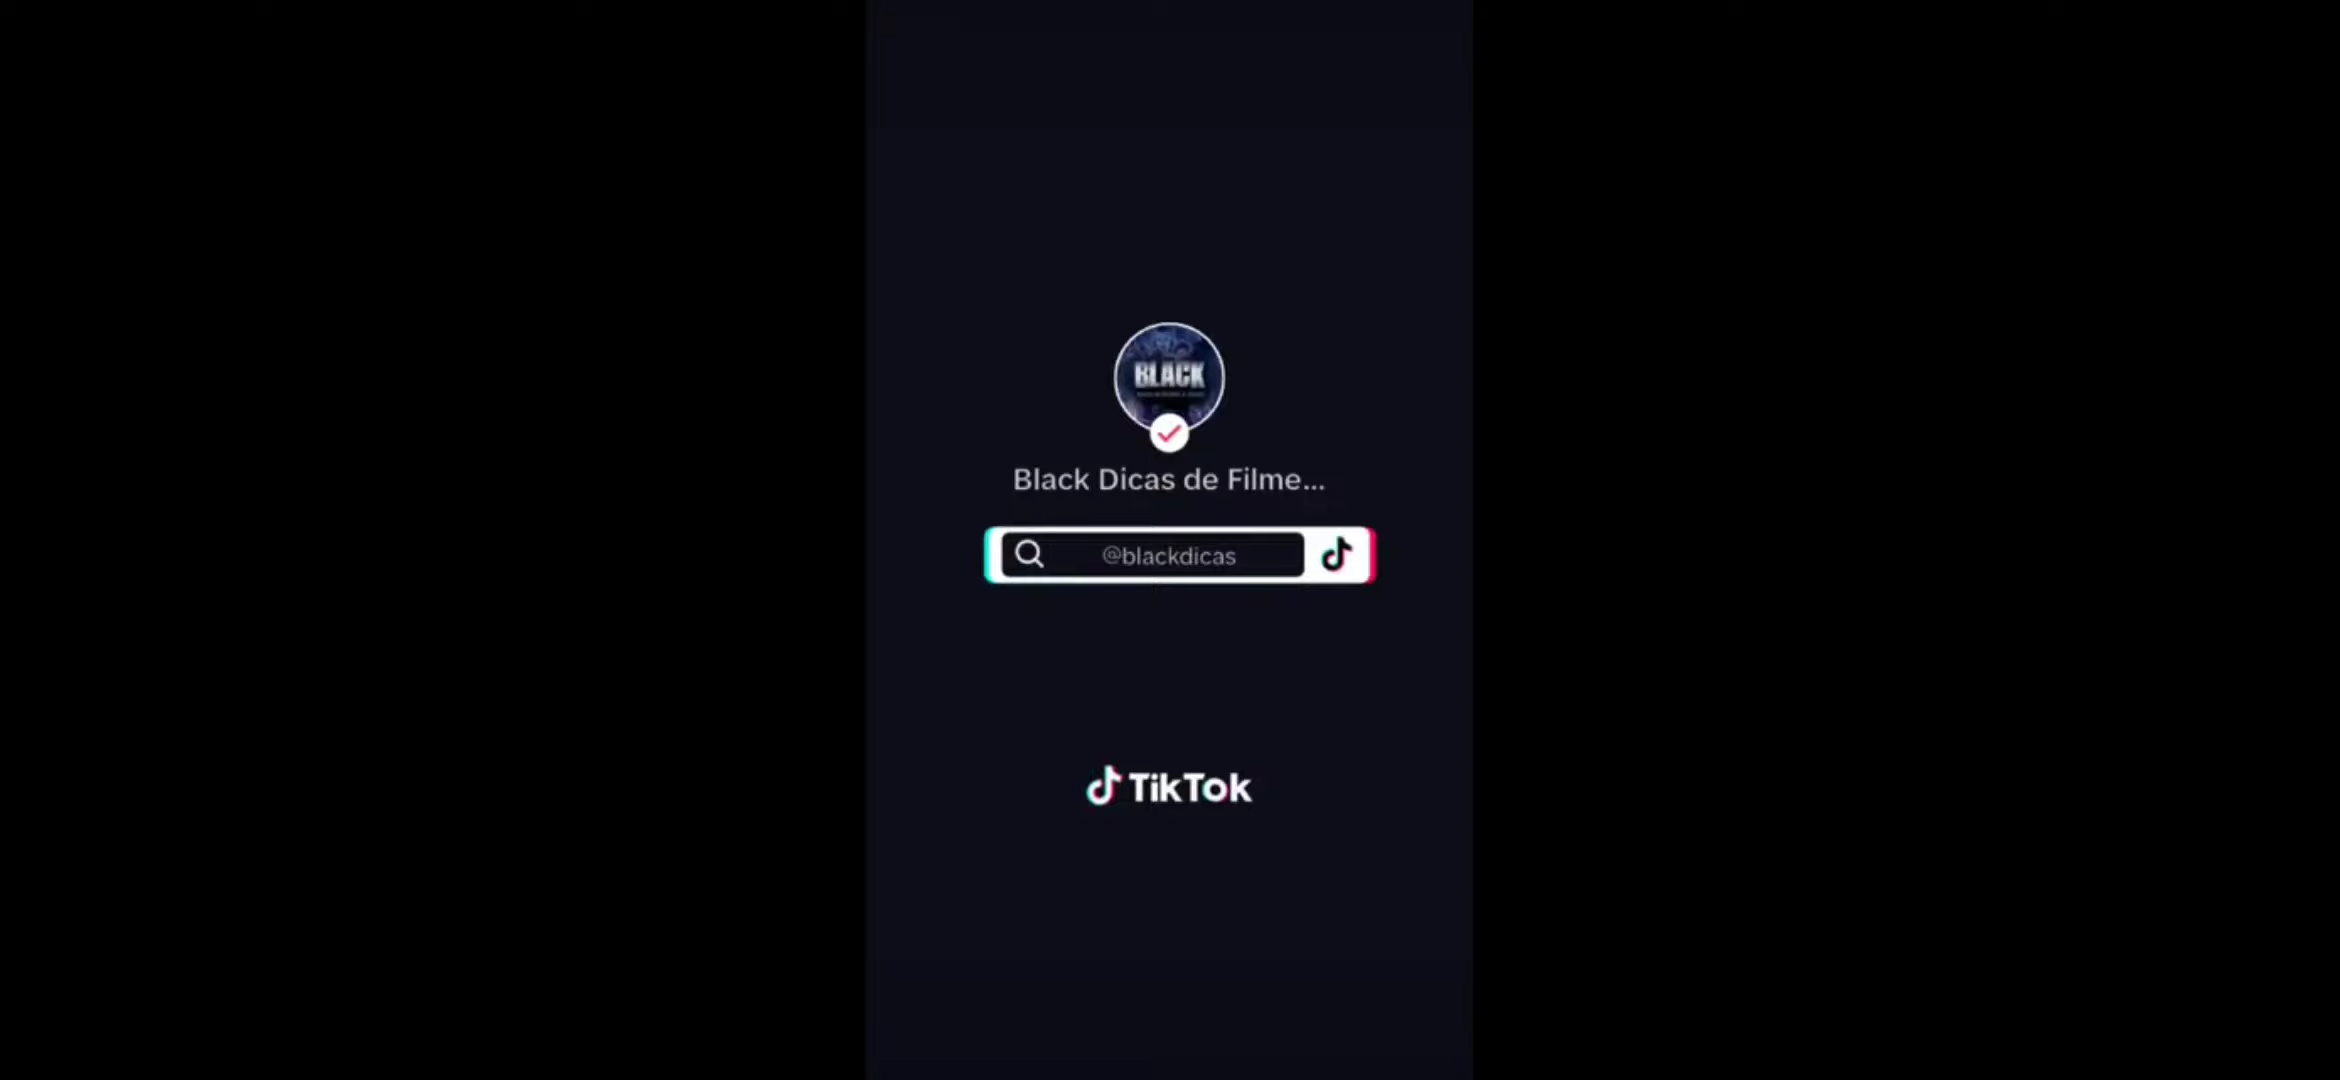 BLACK
Black Dicas de Filme...
@blackdicas
TikTok